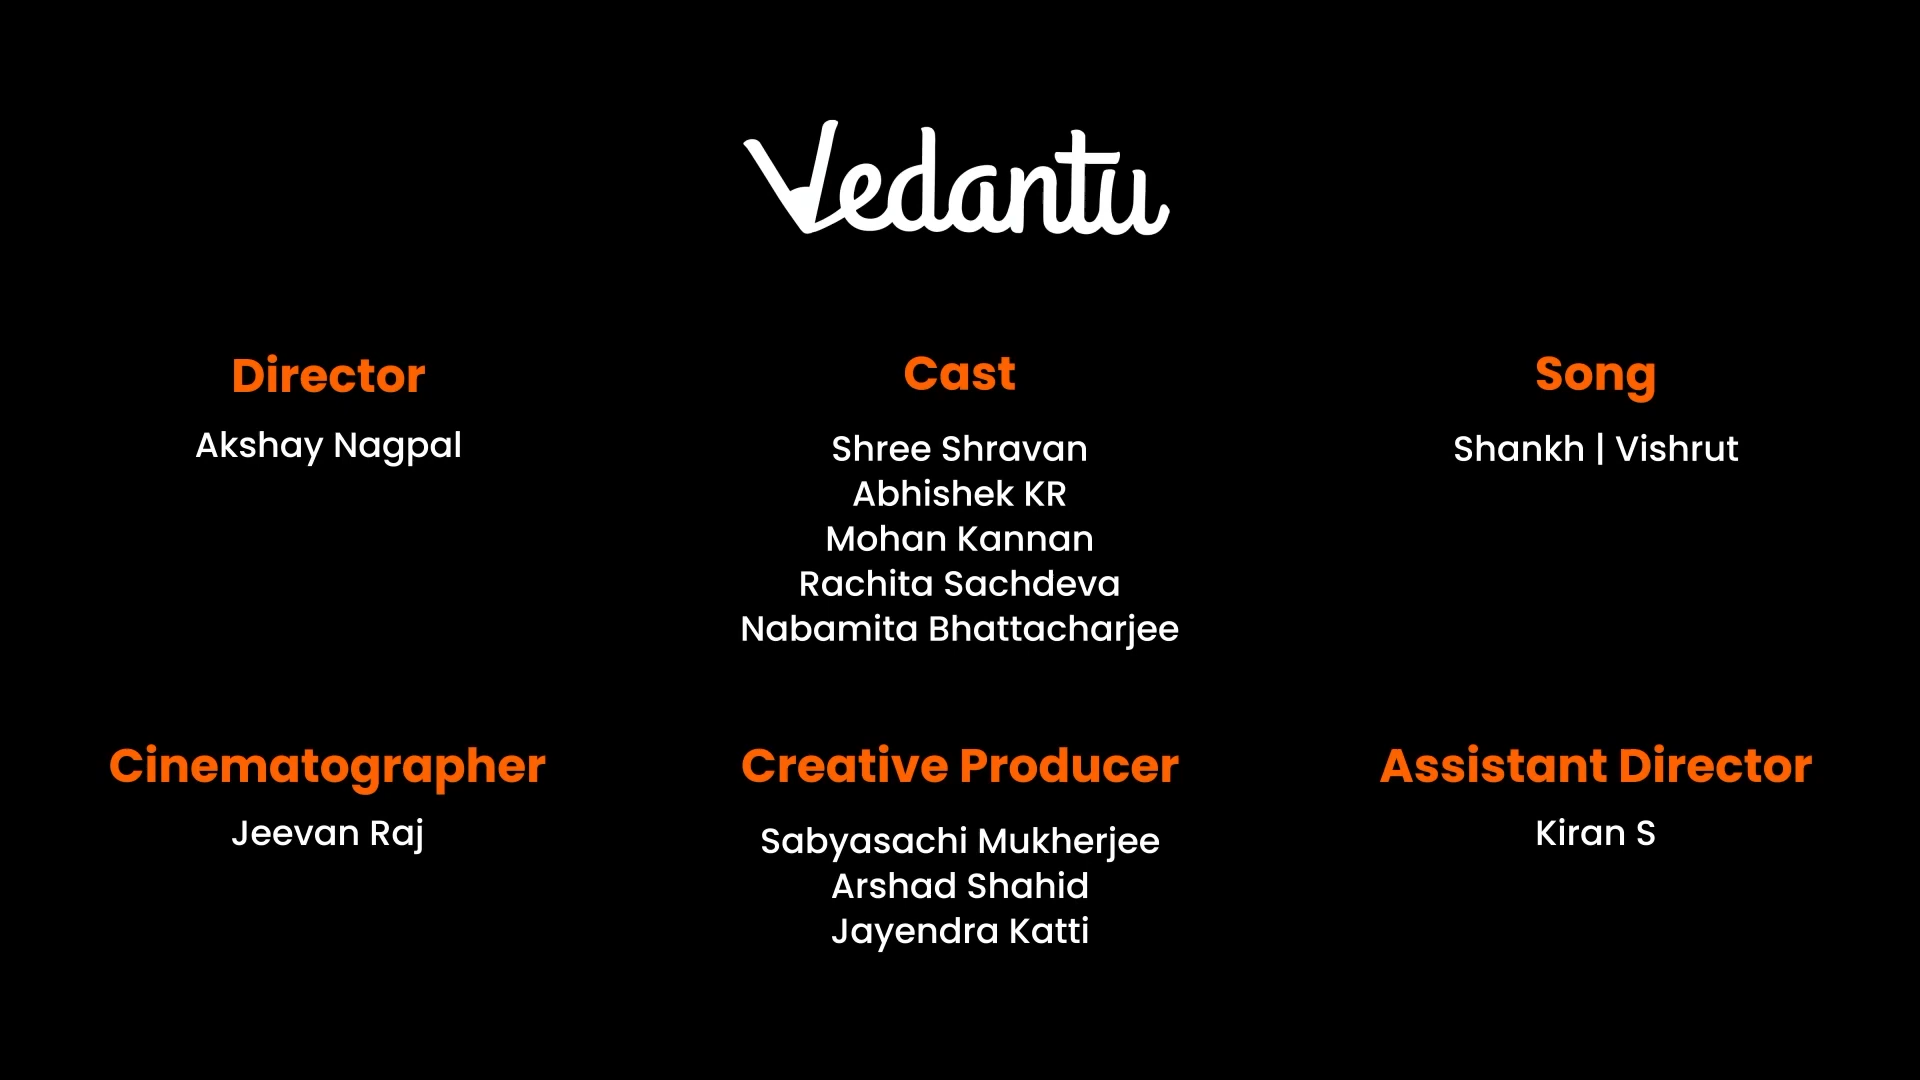 Vedantu
Director
Akshay Nagpal
Cast
Shree Shravan
Abhishek KR
Mohan Kannan
Rachita Sachdeva
Nabamita Bhattacharjee
Song
Shankh | Vishrut
Cinematographer
Jeevan Raj
Creative Producer
Sabyasachi Mukherjee
Arshad Shahid
Jayendra Katti
Assistant Director
Kiran S